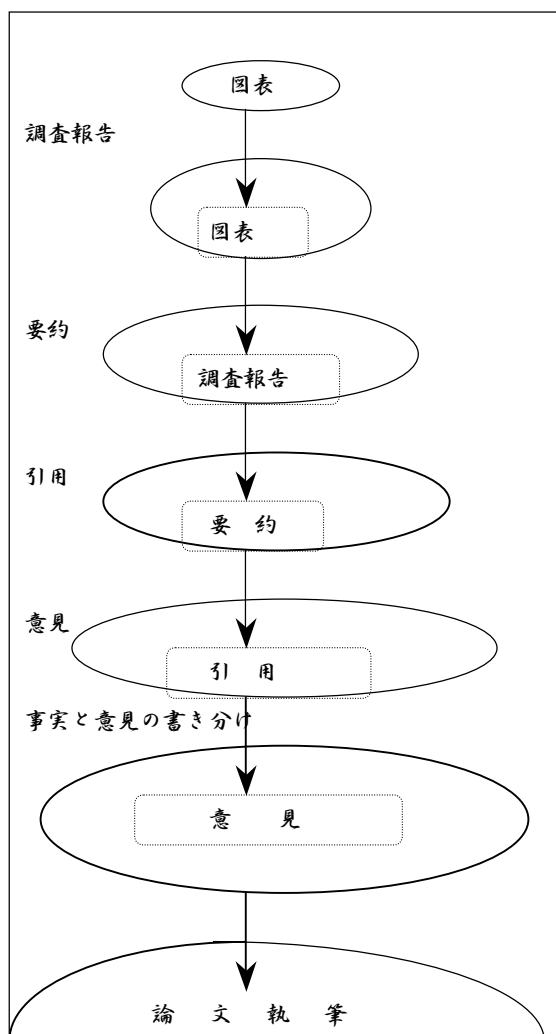 図表
調査報告
図表
要約
調査報告
引用
要 約
意見
引 用
事実と意見の書き分け
意 見
論 文 執 筆